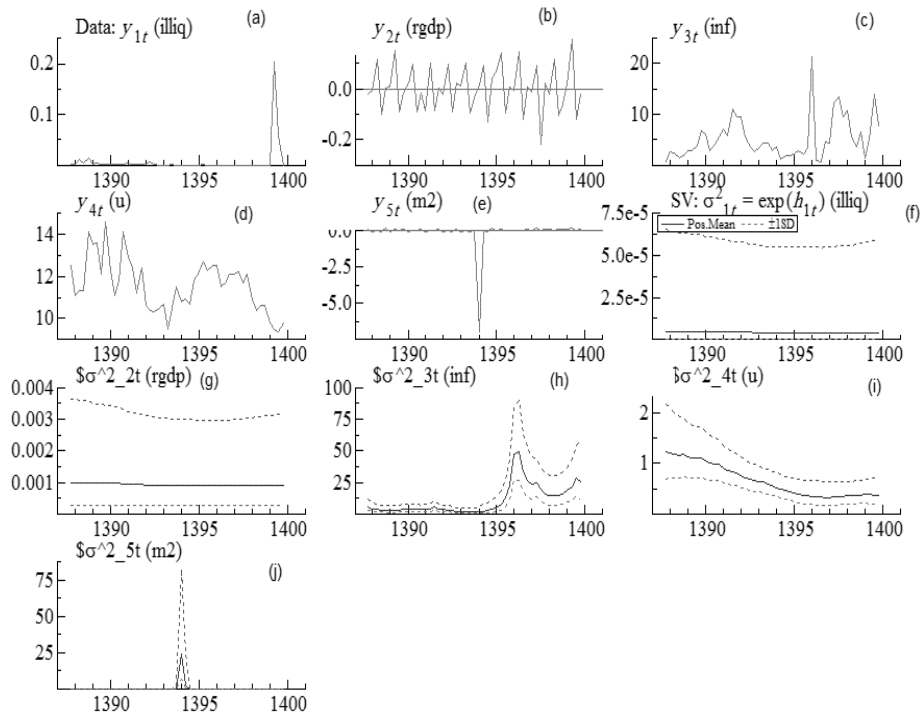 Data: y1t (illiq) (a)
0.2
0.1
1390 1395 1400
y2t (rgdp) (b)
0.0
-0.2
1390 1395 1400
y3t (inf) (c)
20
10
1390 1395 1400
y4t (u) (d)
14
12
10
1390 1395 1400
y5t (m2) (e)
0.0
-2.5
-5.0
1390 1395 1400
SV: σ²1t = exp(h1t) (illiq) (f)
7.5e-5
Pos.Mean ±1SD
5.0e-5
2.5e-5
1390 1395 1400
$σ^2_2t (rgdp) (g)
0.004
0.003
0.002
0.001
1390 1395 1400
$σ^2_3t (inf) (h)
100
75
50
25
1390 1395 1400
$σ^2_4t (u) (i)
2
1
1390 1395 1400
$σ^2_5t (m2) (j)
75
50
25
1390 1395 1400